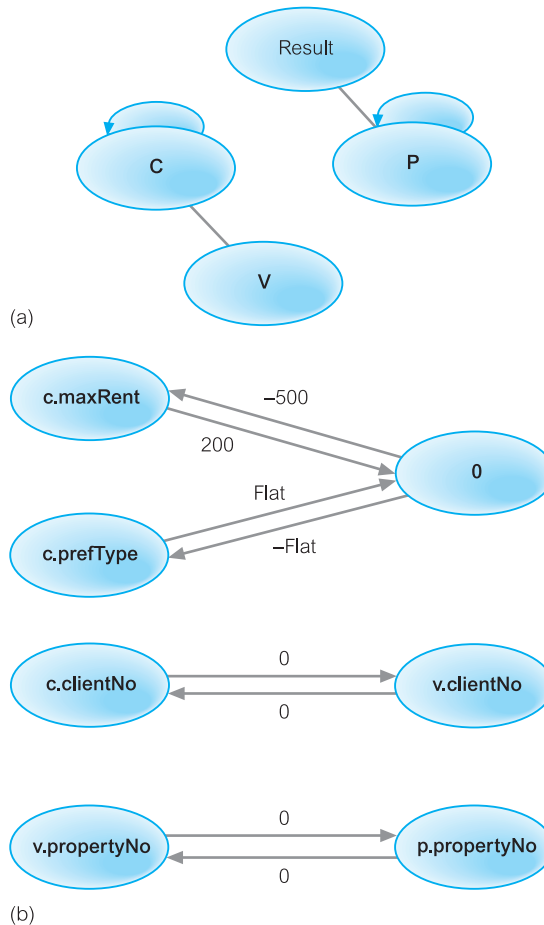 Result
C
P
V
(a)
c.maxRent
–500
200
0
Flat
–Flat
c.prefType
0
c.clientNo
v.clientNo
0
0
v.propertyNo
p.propertyNo
0
(b)